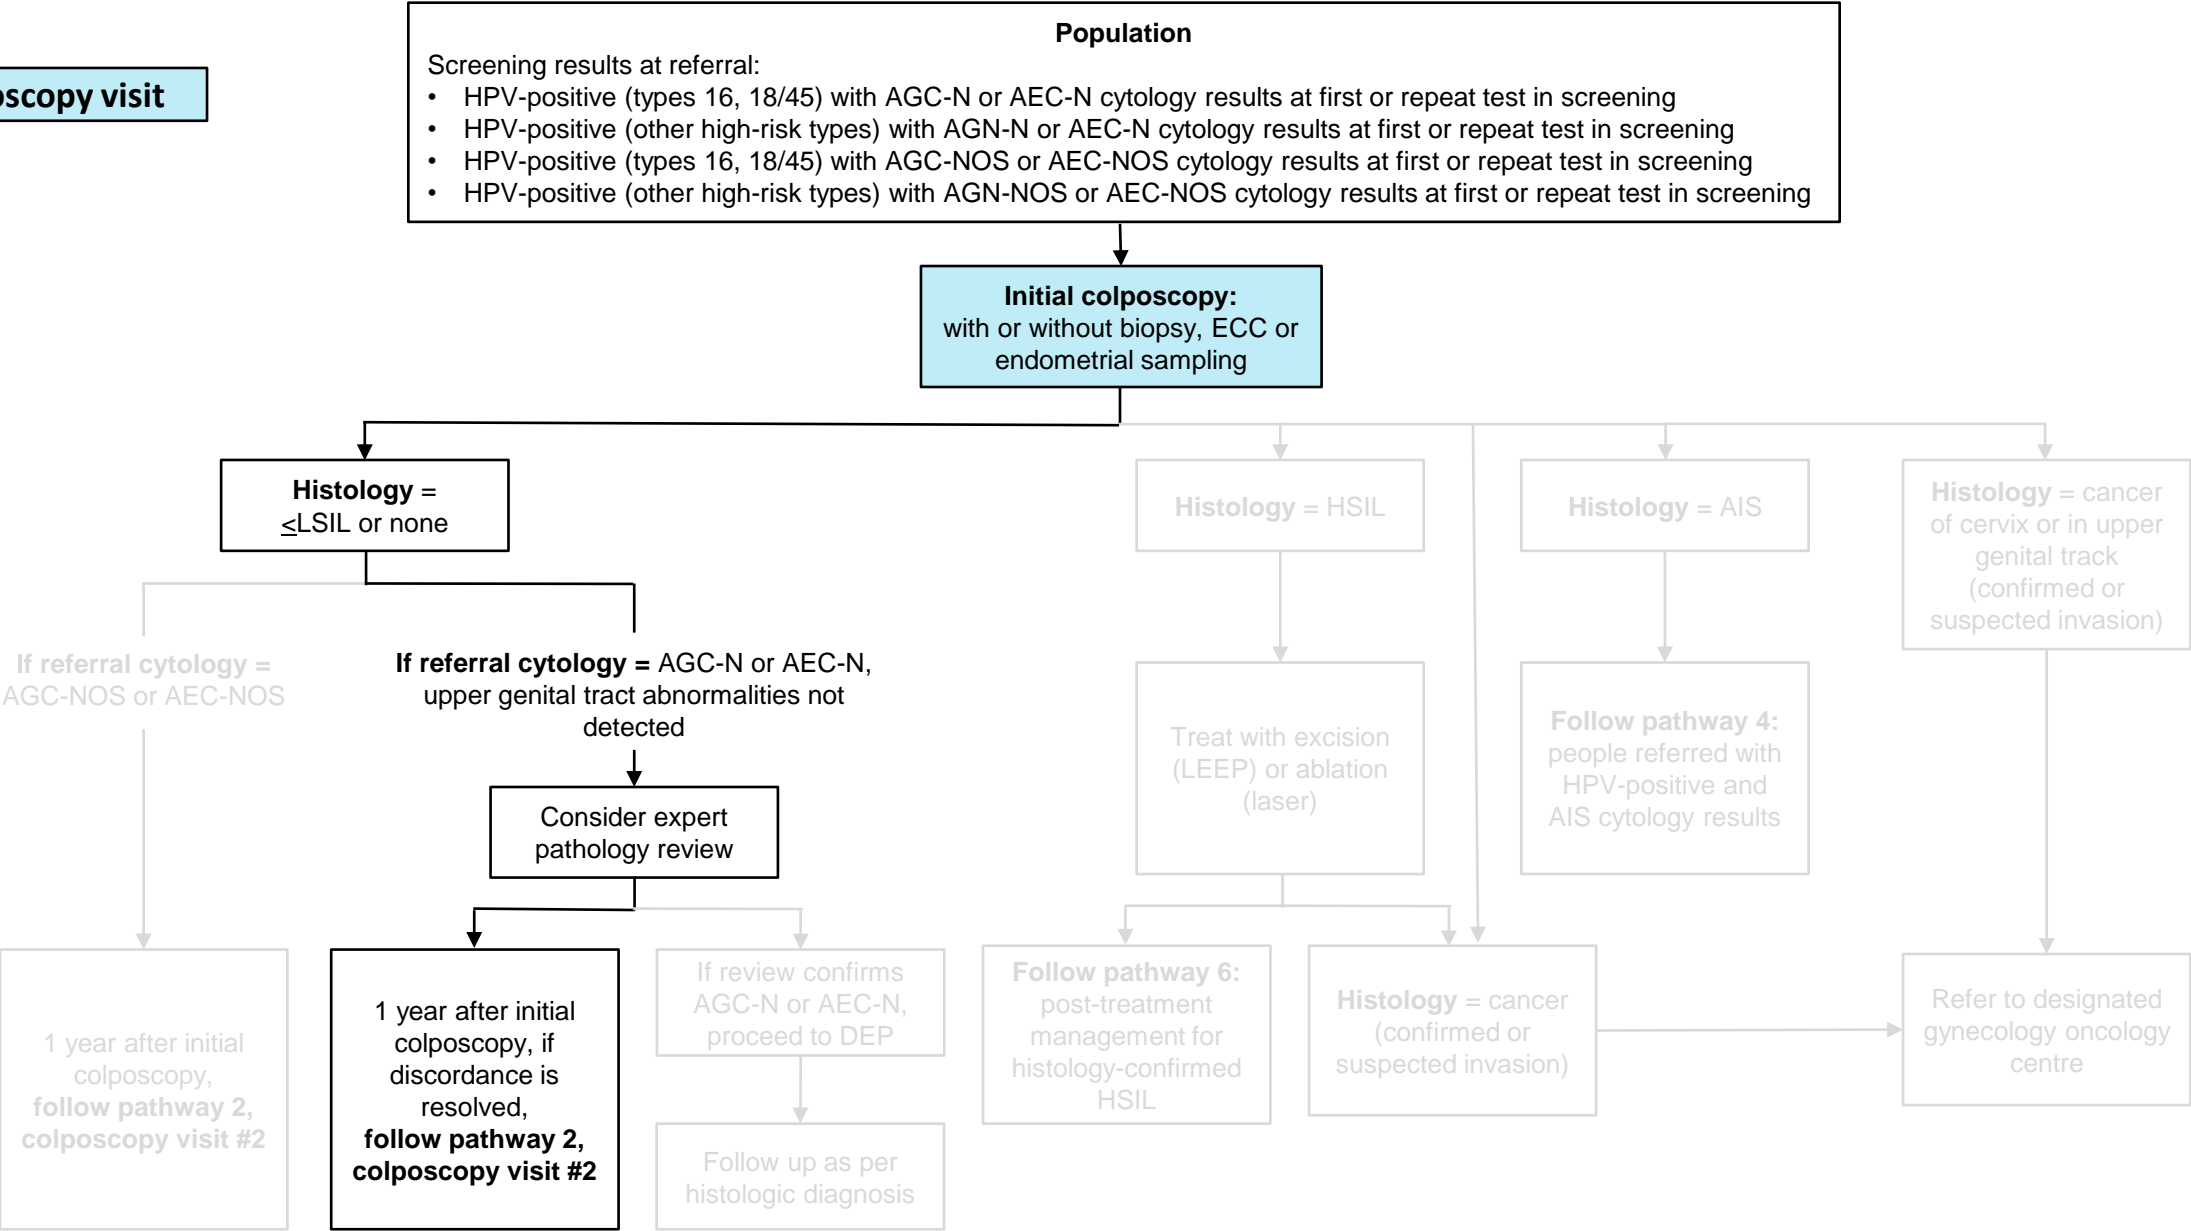 oscopy visit
Population
Screening results at referral:
• HPV-positive (types 16, 18/45) with AGC-N or AEC-N cytology results at first or repeat test in screening
• HPV-positive (other high-risk types) with AGN-N or AEC-N cytology results at first or repeat test in screening
• HPV-positive (types 16, 18/45) with AGC-NOS or AEC-NOS cytology results at first or repeat test in screening
• HPV-positive (other high-risk types) with AGN-NOS or AEC-NOS cytology results at first or repeat test in screening
Initial colposcopy:
with or without biopsy, ECC or
endometrial sampling
Histology =
<LSIL or none
Histology = HSIL
Histology = AIS
Histology = cancer
of cervix or in upper
genital track
(confirmed or
suspected invasion)
If referral cytology =
AGC-NOS or AEC-NOS
If referral cytology = AGC-N or AEC-N,
upper genital tract abnormalities not
detected
Treat with excision
(LEEP) or ablation
(laser)
Follow pathway 4:
people referred with
HPV-positive and
AIS cytology results
Consider expert
pathology review
1 year after initial
colposcopy,
follow pathway 2,
colposcopy visit #2
1 year after initial
colposcopy, if
discordance is
resolved,
follow pathway 2,
colposcopy visit #2
If review confirms
AGC-N or AEC-N,
proceed to DEP
Follow up as per
histologic diagnosis
Follow pathway 6:
post-treatment
management for
histology-confirmed
HSIL
Histology = cancer
(confirmed or
suspected invasion)
Refer to designated
gynecology oncology
centre